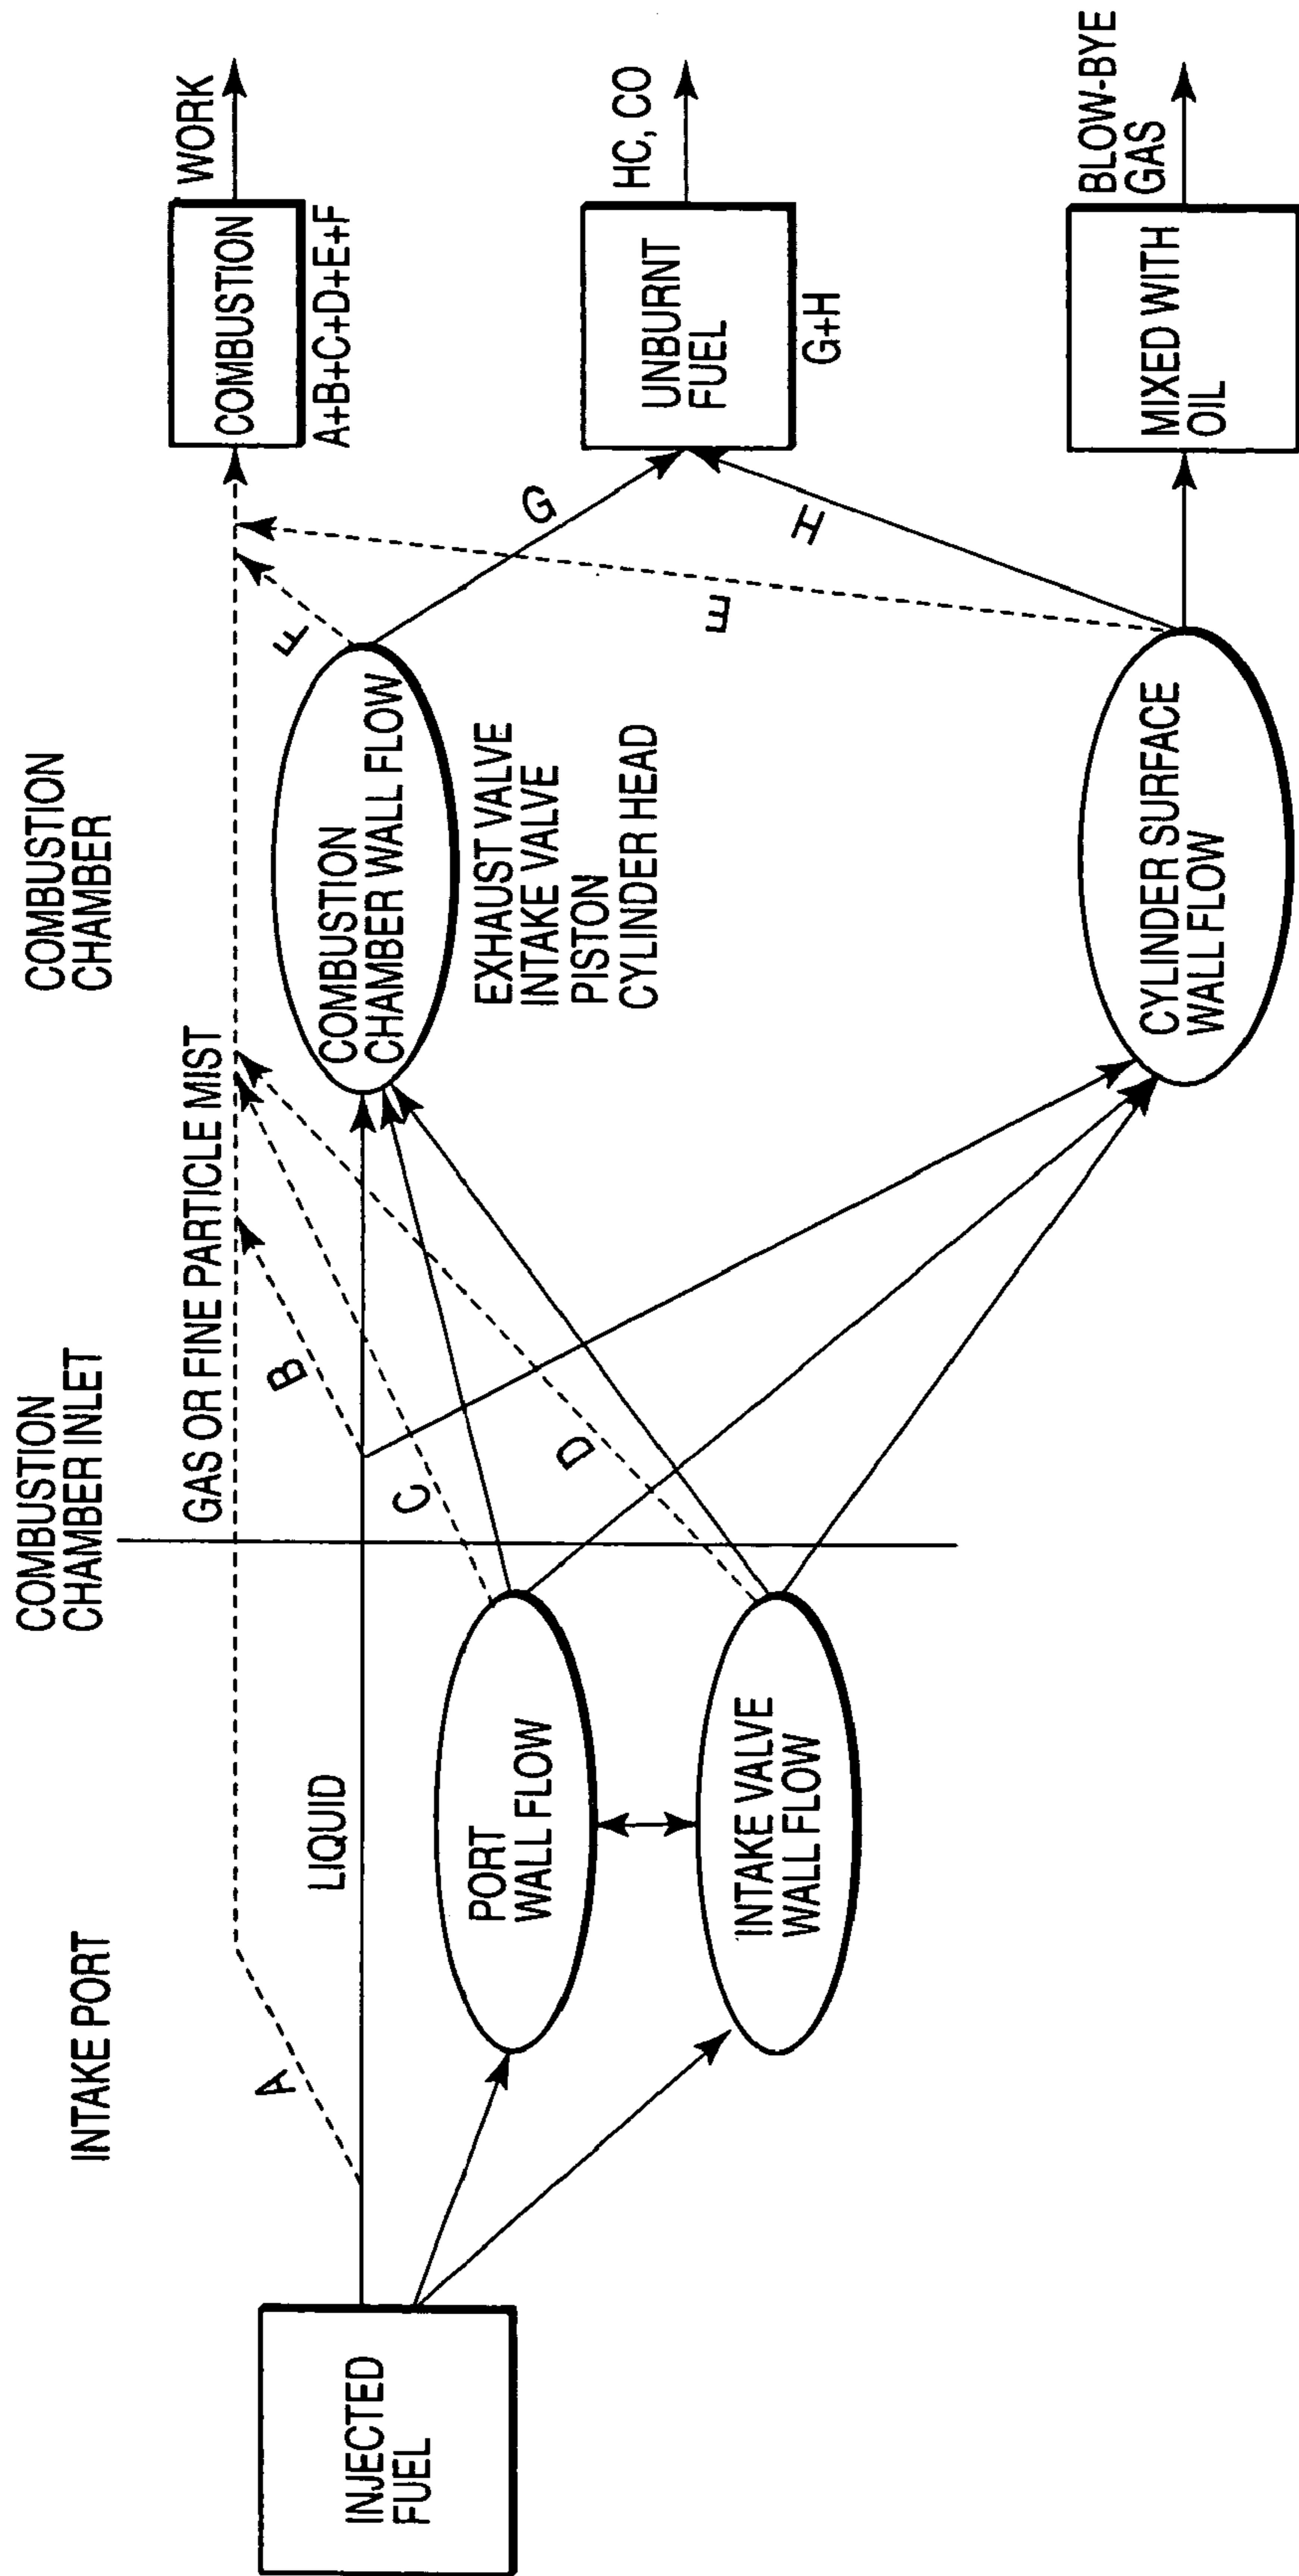 INTAKE PORT
COMBUSTION
CHAMBER INLET
COMBUSTION
CHAMBER
INJECTED
FUEL
A
LIQUID
GAS OR FINE PARTICLE MIST
B
C
D
PORT
WALL FLOW
INTAKE VALVE
WALL FLOW
COMBUSTION
CHAMBER WALL FLOW
EXHAUST VALVE
INTAKE VALVE
PISTON
CYLINDER HEAD
CYLINDER SURFACE
WALL FLOW
F
G
E
H
COMBUSTION
A+B+C+D+E+F
WORK
UNBURNT
FUEL
G+H
HC, CO
MIXED WITH
OIL
BLOW-BYE
GAS